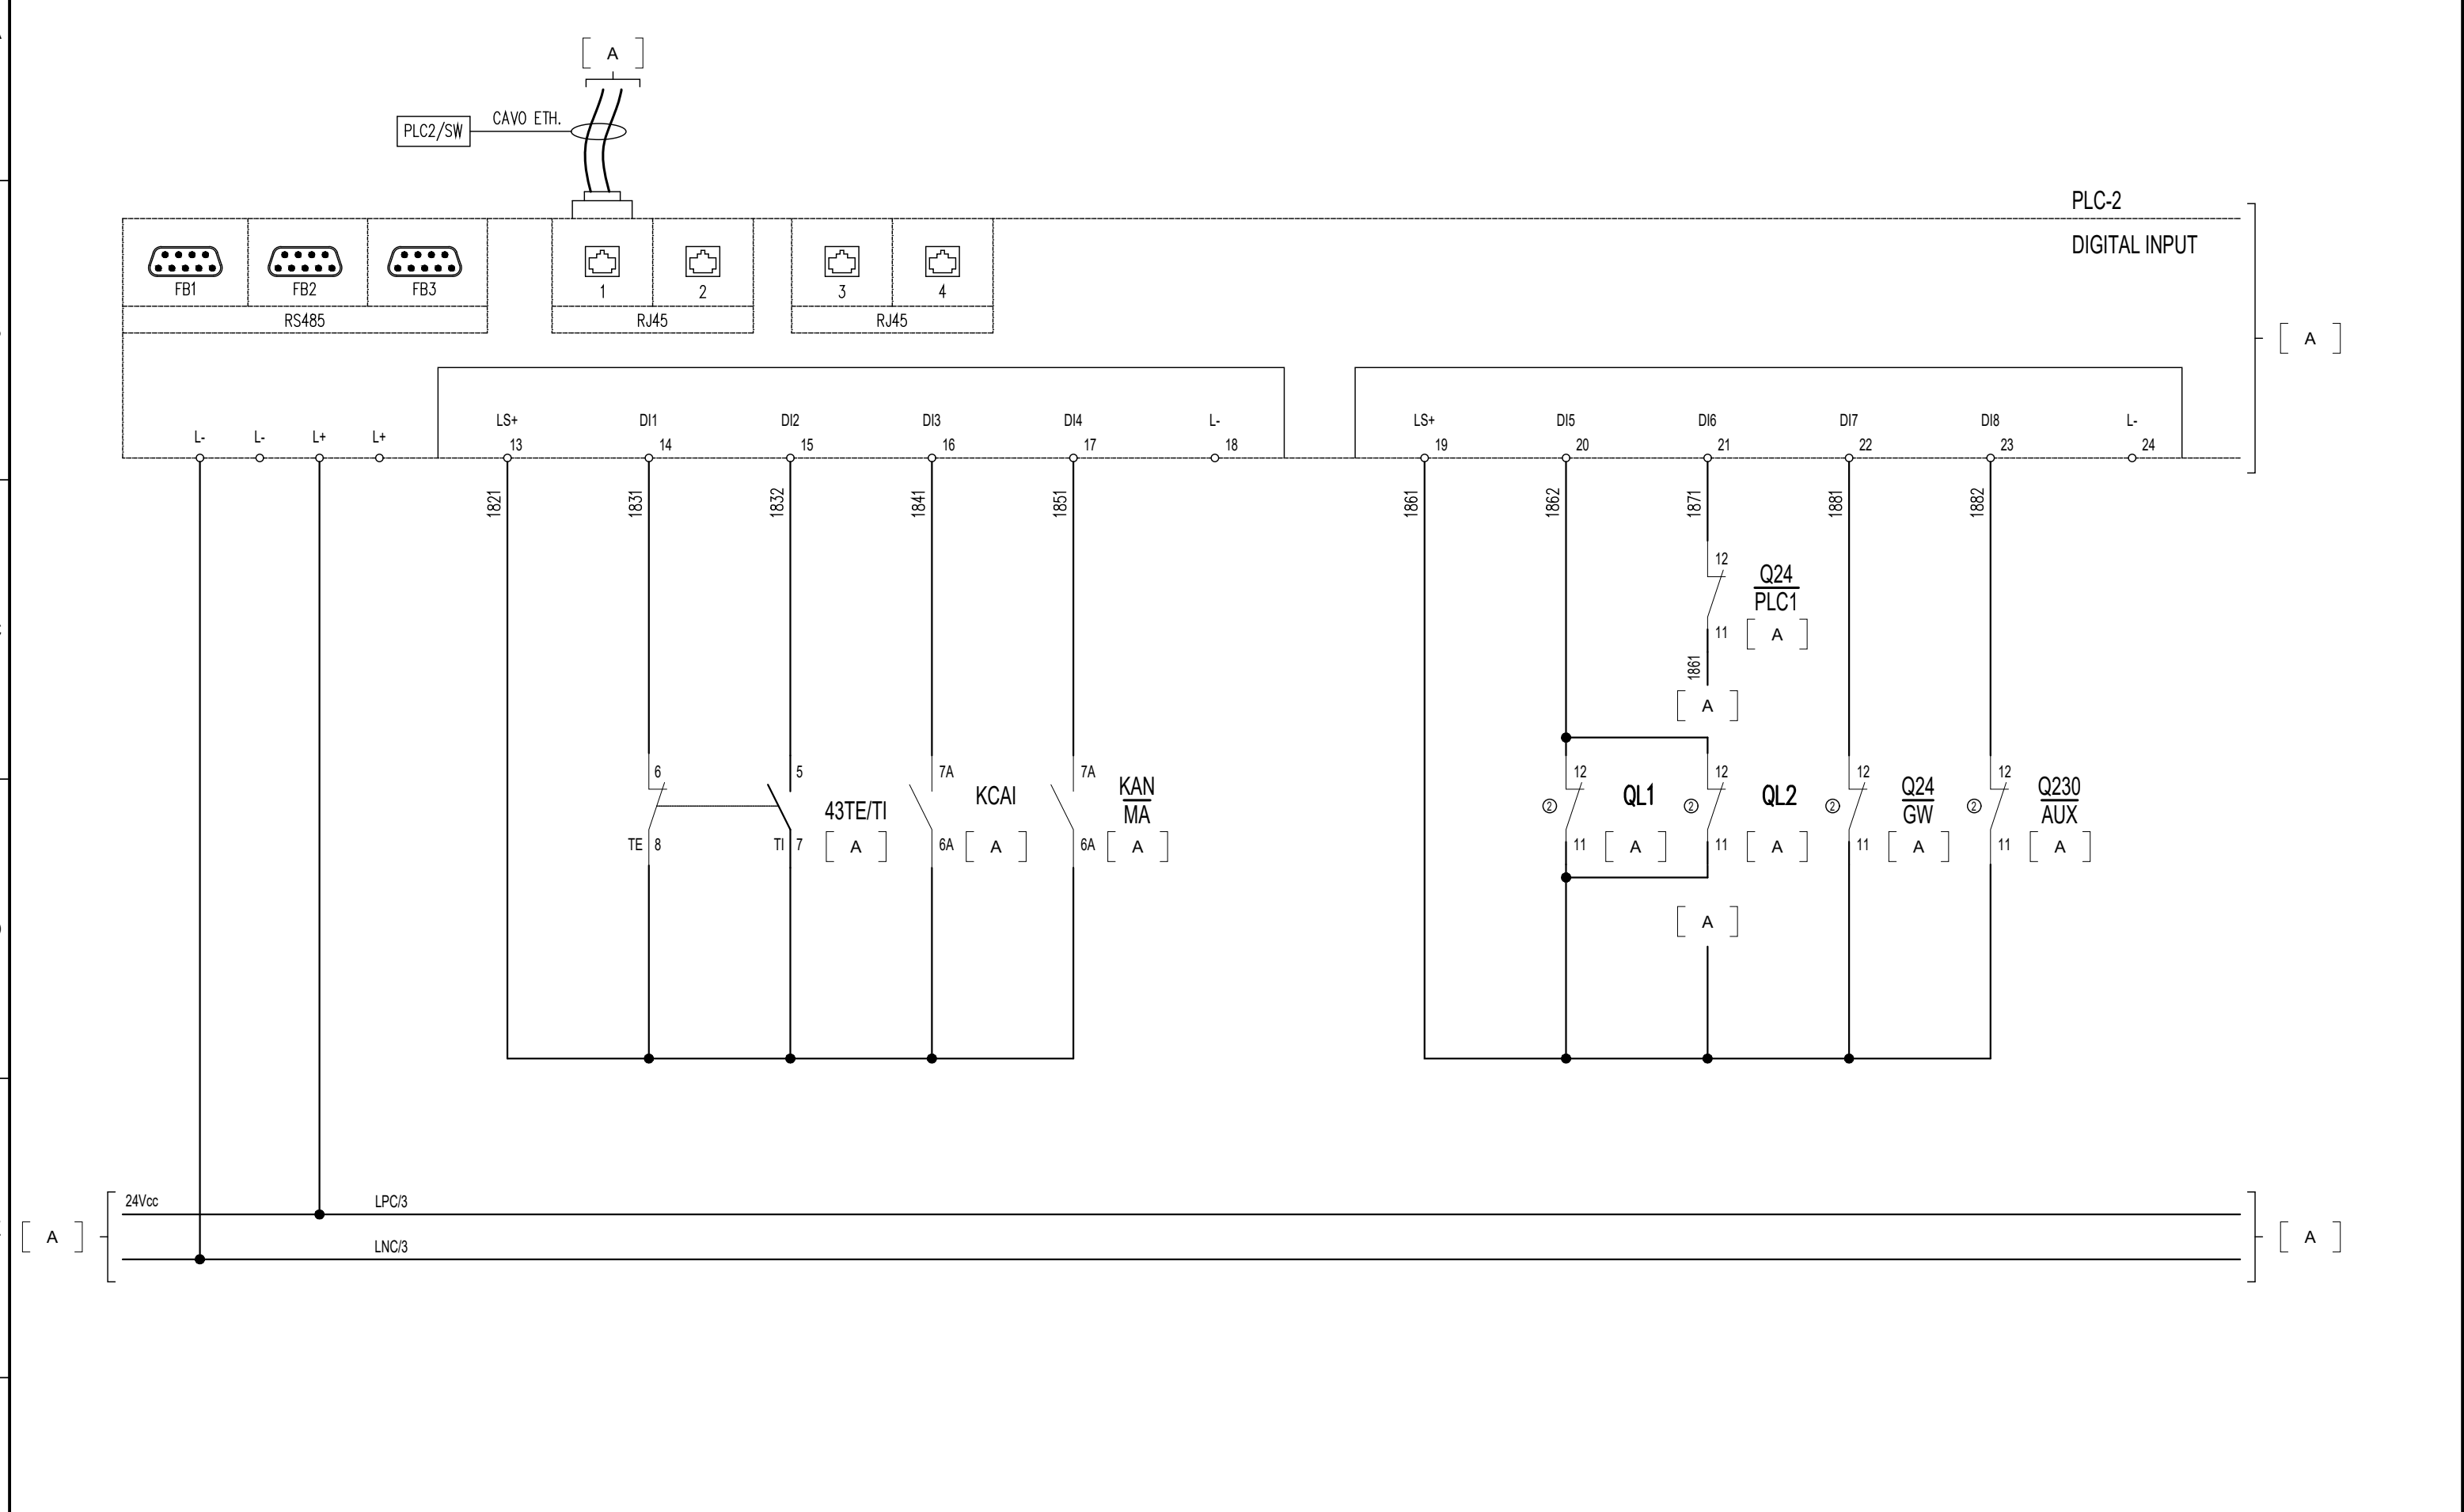 A
CAVO ETH.
PLC2/SW
PLC-2
DIGITAL INPUT
FB1 FB2 FB3 1 2 3 4
RS485 RJ45 RJ45
A
L- L- L+ L+ LS+ DI1 DI2 DI3 DI4 L- LS+ DI5 DI6 DI7 DI8 L-
13 14 15 16 17 18 19 20 21 22 23 24
1821 1831 1832 1841 1851 1861 1862 1871 1881 1882
12
Q24
PLC1
11 A
1861
A
6 5 7A 7A 12 12 12 12
43TE/TI KCAI KAN
MA
2 QL1 2 QL2 2 Q24
GW
2 Q230
AUX
TE 8 TI 7 A 6A A 6A A 11 A 11 A 11 A 11 A
A
24Vcc LPC/3
A A
LNC/3